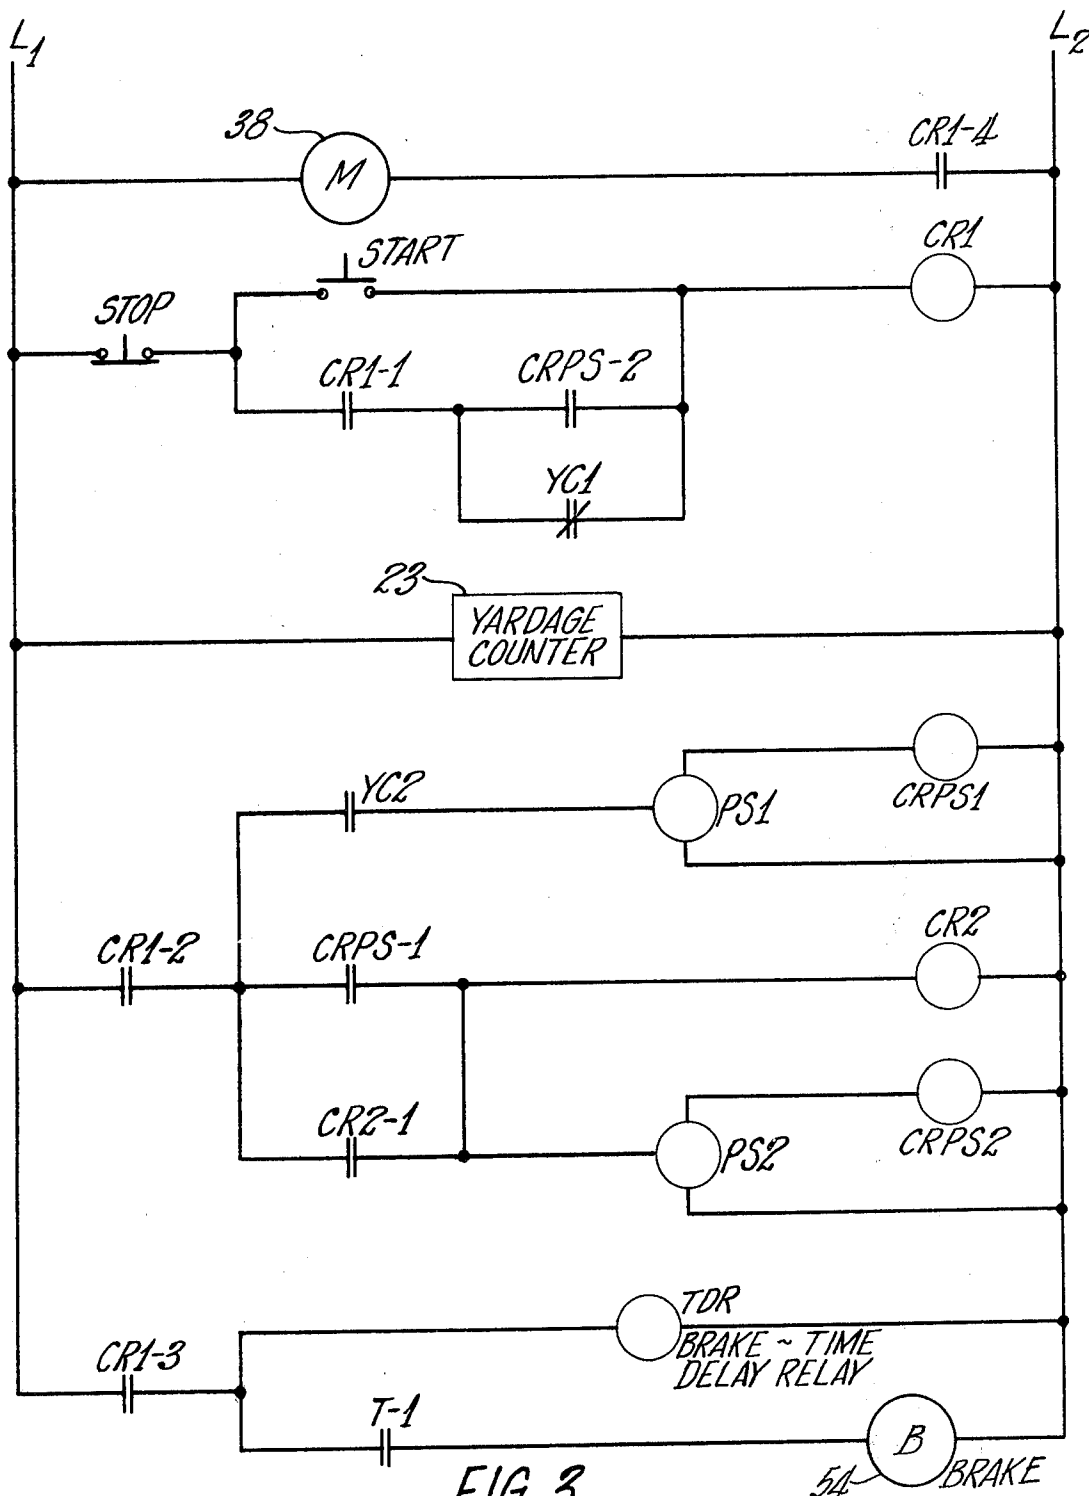 L1
L2
38
M
CR1-4
START
CR1
STOP
CR1-1
CRPS-2
YC1
23
YARDAGE
COUNTER
YC2
PS1
CRPS1
CR1-2
CRPS-1
CR2
CR2-1
PS2
CRPS2
TDR
BRAKE ~ TIME
DELAY RELAY
CR1-3
T-1
B
54
BRAKE
FIG. 3